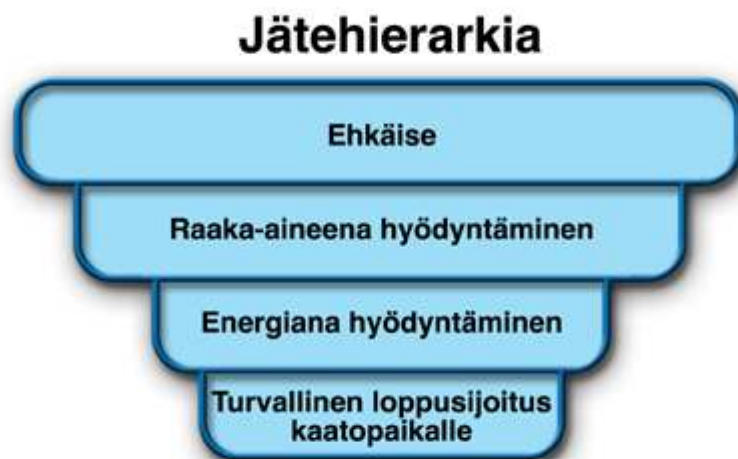 Jätehierarkia
Ehkäise
Raaka-aineena hyödyntäminen
Energiana hyödyntäminen
Turvallinen loppusijoitus
kaatopaikalle